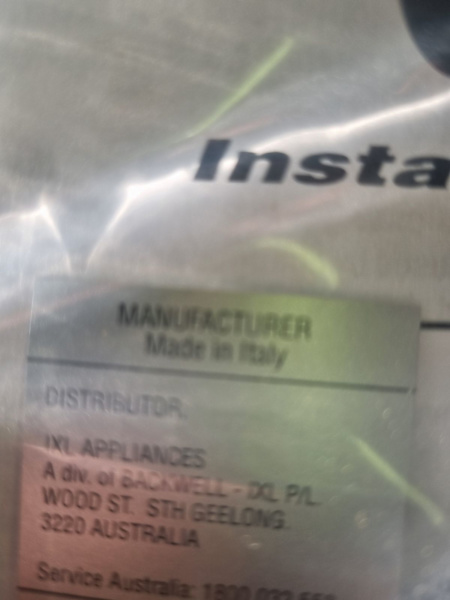 Insta
MANUFACTURER
Made in Italy
DISTRIBUTOR
IXL APPLIANCES
A div. of BACKWELL - IXL P/L.
WOOD ST. STH GEELONG.
3220 AUSTRALIA
Service Australia: 1800